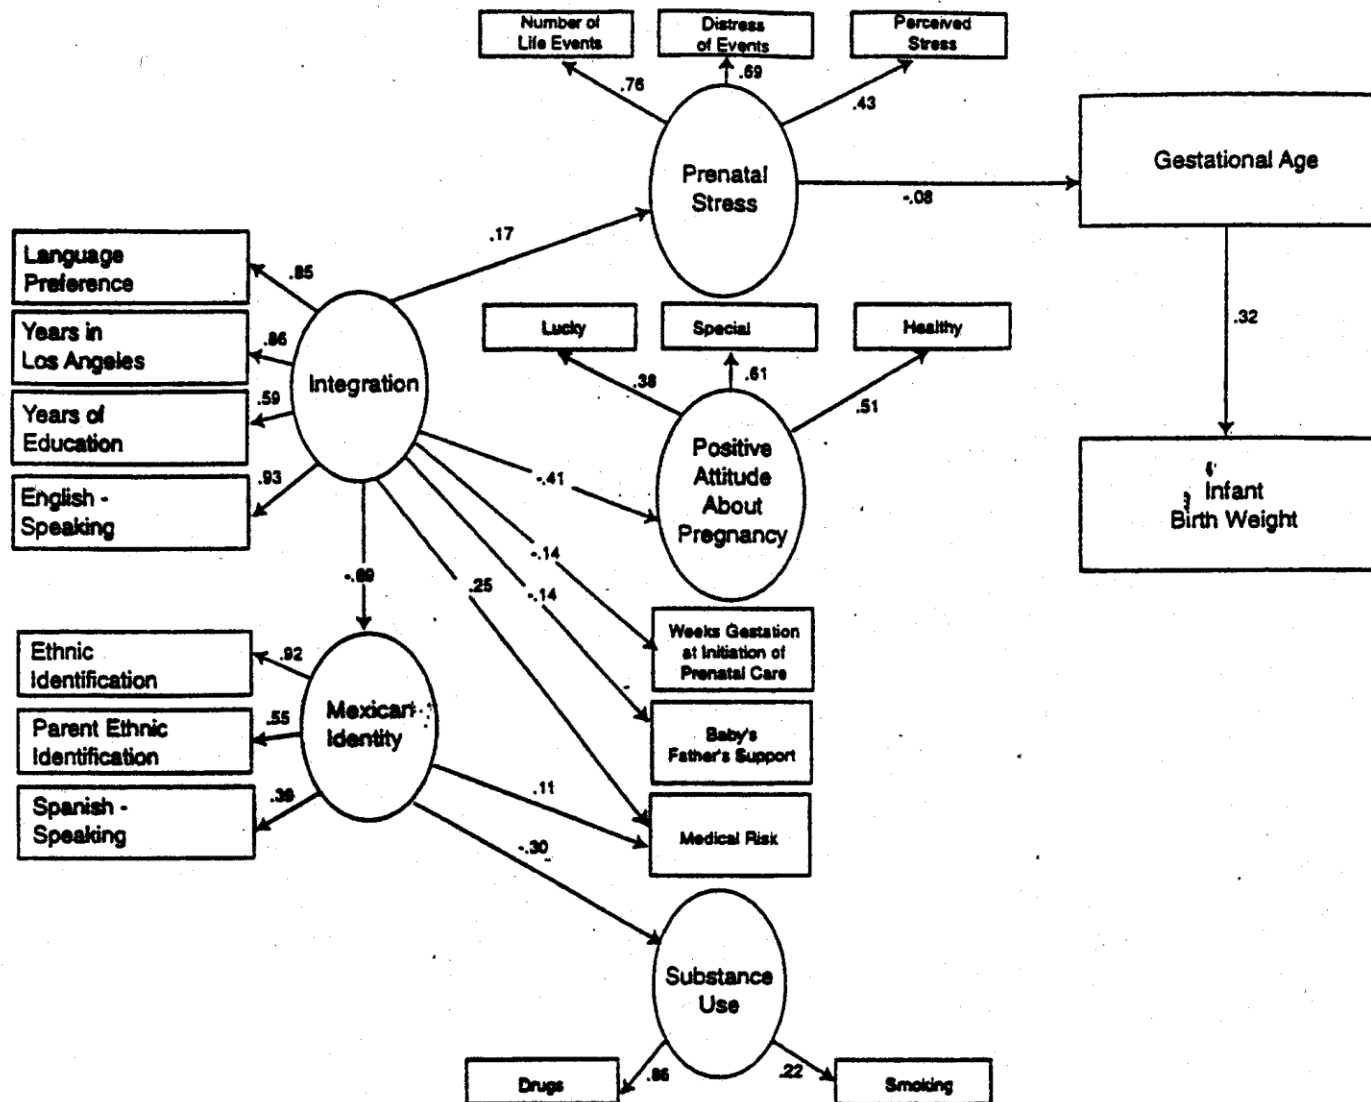 Number of
Life Events
Distress
of Events
Perceived
Stress
.76
.69
.43
Prenatal
Stress
Gestational Age
-.08
.17
Language
Preference
.85
Years in
Los Angeles
.86
Years of
Education
.59
English -
Speaking
.93
Integration
Lucky
Special
Healthy
.38
.61
.51
.32
Positive
Attitude
About
Pregnancy
-.41
Infant
Birth Weight
-.14
-.14
.25
-.69
Weeks Gestation
at Initiation of
Prenatal Care
Ethnic
Identification
.92
Parent Ethnic
Identification
.55
Spanish -
Speaking
.39
Mexican
Identity
Baby's
Father's Support
.11
Medical Risk
-.30
Substance
Use
Drugs
.86
.22
Smoking